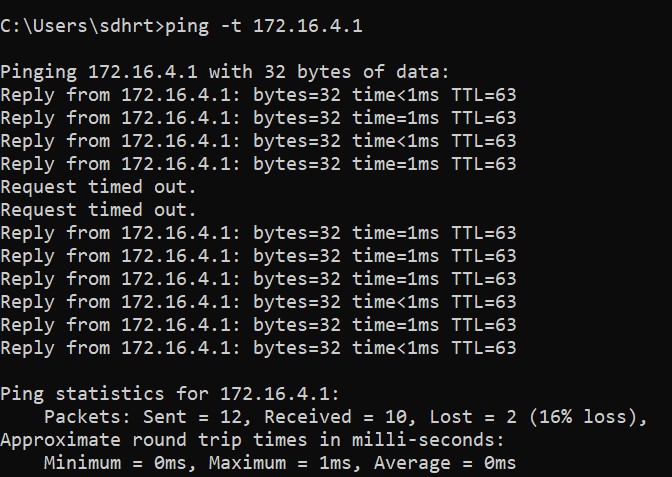 C:\Users\sdhrt>ping -t 172.16.4.1
Pinging 172.16.4.1 with 32 bytes of data:
Reply from 172.16.4.1: bytes=32 time<1ms TTL=63
Reply from 172.16.4.1: bytes=32 time=1ms TTL=63
Reply from 172.16.4.1: bytes=32 time<1ms TTL=63
Reply from 172.16.4.1: bytes=32 time=1ms TTL=63
Request timed out.
Request timed out.
Reply from 172.16.4.1: bytes=32 time=1ms TTL=63
Reply from 172.16.4.1: bytes=32 time=1ms TTL=63
Reply from 172.16.4.1: bytes=32 time=1ms TTL=63
Reply from 172.16.4.1: bytes=32 time<1ms TTL=63
Reply from 172.16.4.1: bytes=32 time=1ms TTL=63
Reply from 172.16.4.1: bytes=32 time<1ms TTL=63
Ping statistics for 172.16.4.1:
    Packets: Sent = 12, Received = 10, Lost = 2 (16% loss),
Approximate round trip times in milli-seconds:
    Minimum = 0ms, Maximum = 1ms, Average = 0ms